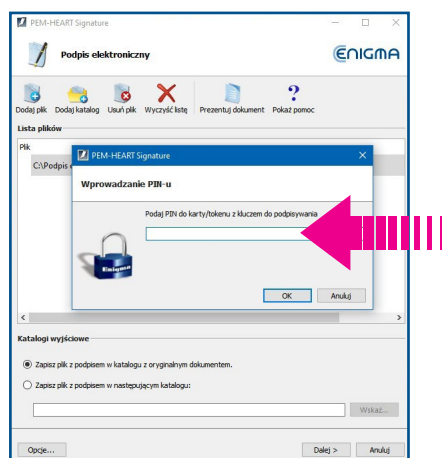 PEM-HEART Signature
Podpis elektroniczny
ENIGMA
Dodaj plik Dodaj katalog Usuń plik Wyczyść listę Prezentuj dokument Pokaż pomoc
Lista plików
Plik
C:\Podpis
PEM-HEART Signature
Wprowadzanie PIN-u
Podaj PIN do karty/tokenu z kluczem do podpisywania
Enigma
OK Anuluj
Katalogi wyjściowe
Zapisz plik z podpisem w katalogu z oryginalnym dokumentem.
Zapisz plik z podpisem w następującym katalogu:
Wskaż...
Opcje... Dalej > Anuluj